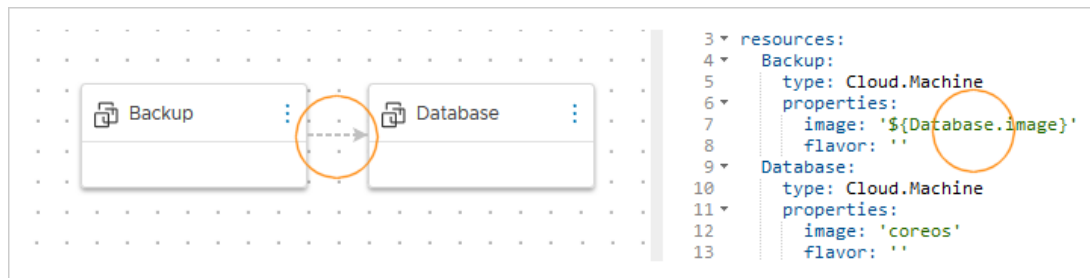 Backup
Database
3 resources:
4 Backup:
5 type: Cloud.Machine
6 properties:
7 image: '${Database.image}'
8 flavor: ''
9 Database:
10 type: Cloud.Machine
11 properties:
12 image: 'coreos'
13 flavor: ''